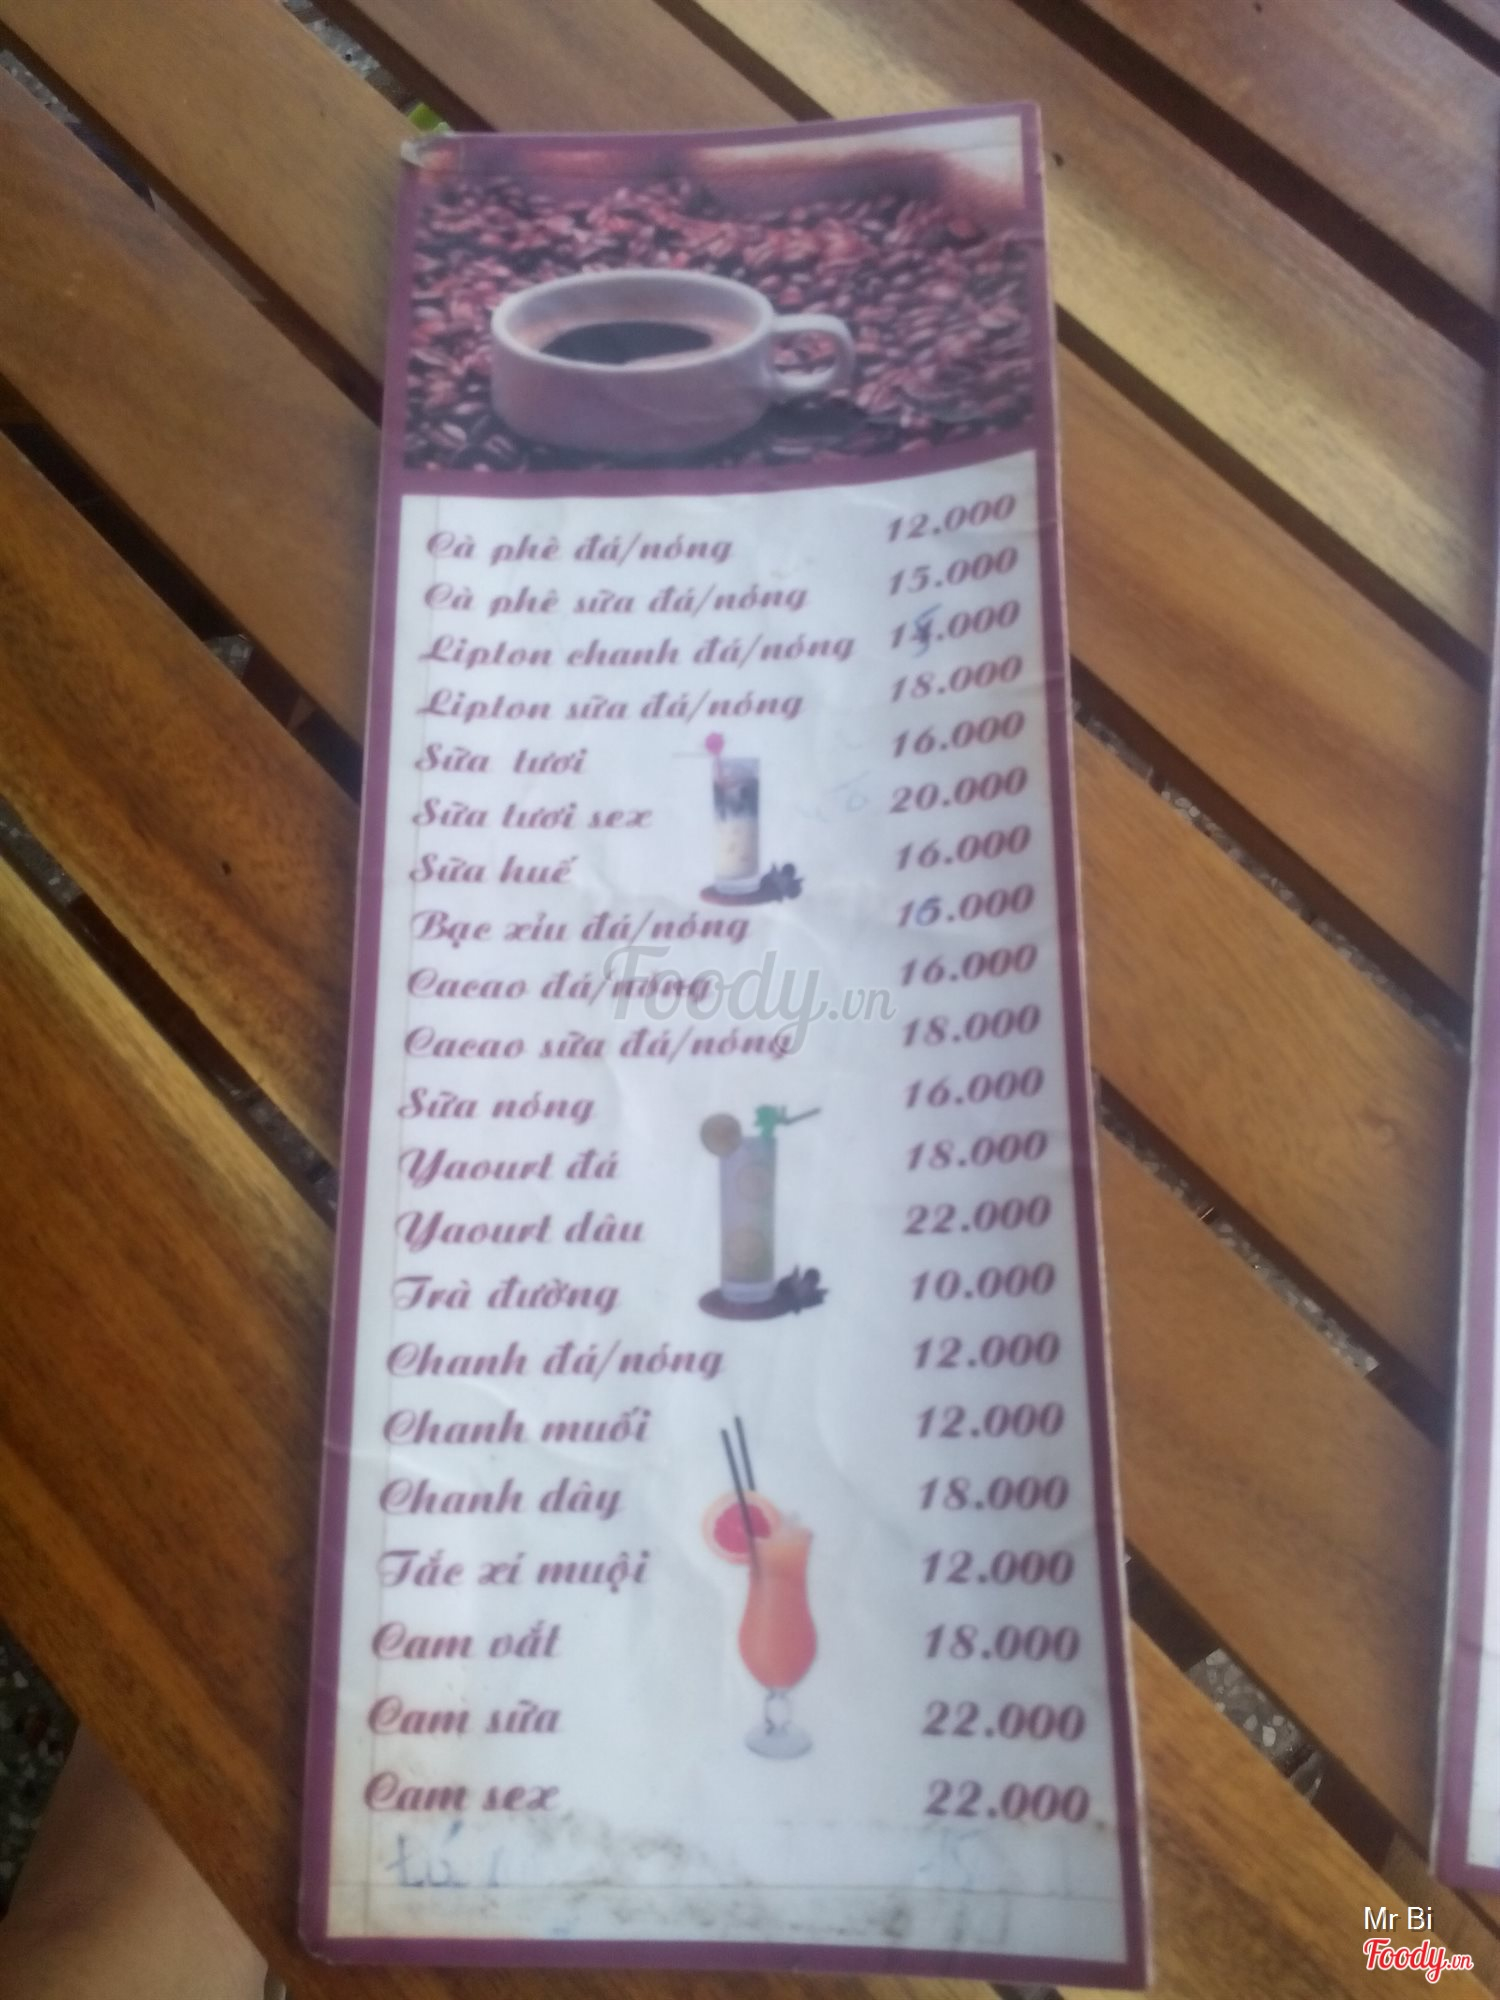 Cà phê đá/nóng 12.000
Cà phê sữa đá/nóng 15.000
Lipton chanh đá/nóng 15.000
Lipton sữa đá/nóng 18.000
Sữa tươi 16.000
Sữa tươi sex 20.000
Sữa huế 16.000
Bạc xỉu đá/nóng 16.000
Cacao đá/nóng 16.000
Foody.vn
Cacao sữa đá/nóng 18.000
Sữa nóng 16.000
Yaourt đá 18.000
Yaourt dâu 22.000
Trà đường 10.000
Chanh đá/nóng 12.000
Chanh muối 12.000
Chanh dây 18.000
Tắc xí muội 12.000
Cam vắt 18.000
Cam sữa 22.000
Cam sex 22.000
Mr Bi
Foody.vn